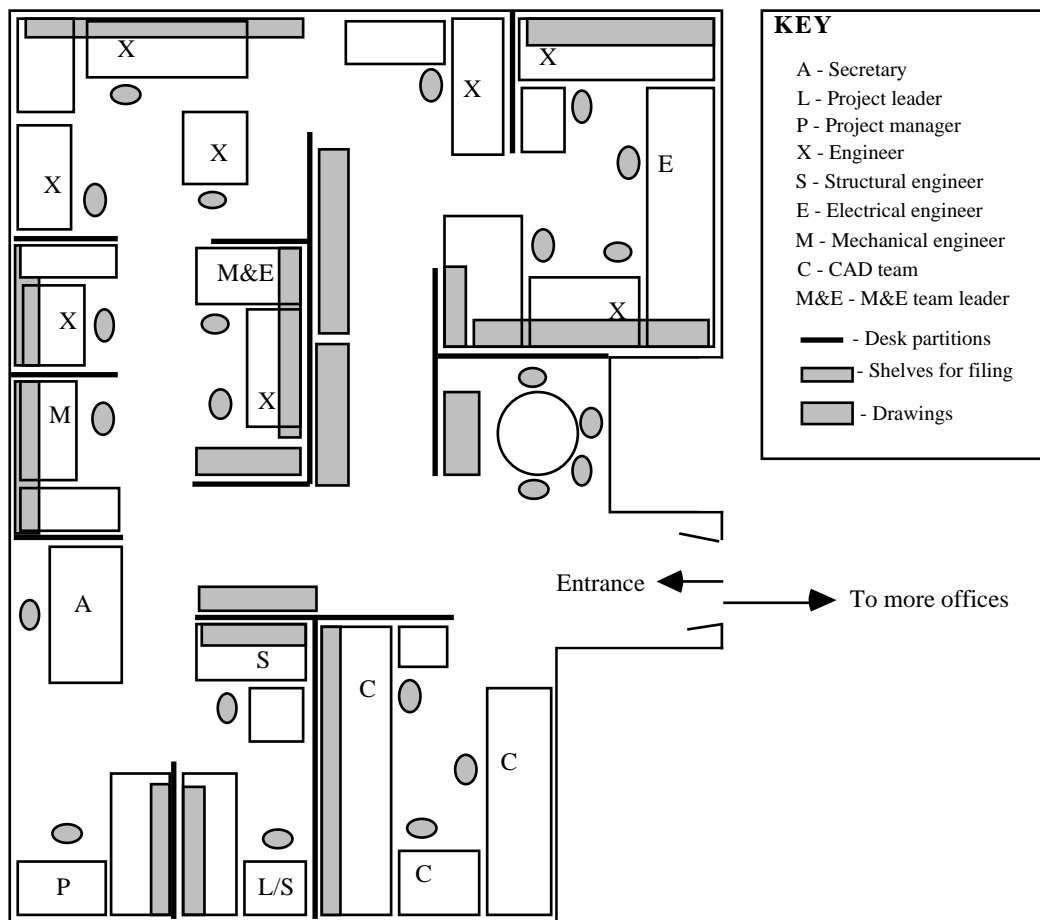 X
X
X
X
X
E
X
M&E
X
X
X
M
A
S
C
C
P
L/S
C
Entrance
To more offices
KEY
A - Secretary
L - Project leader
P - Project manager
X - Engineer
S - Structural engineer
E - Electrical engineer
M - Mechanical engineer
C - CAD team
M&E - M&E team leader
- Desk partitions
- Shelves for filing
- Drawings